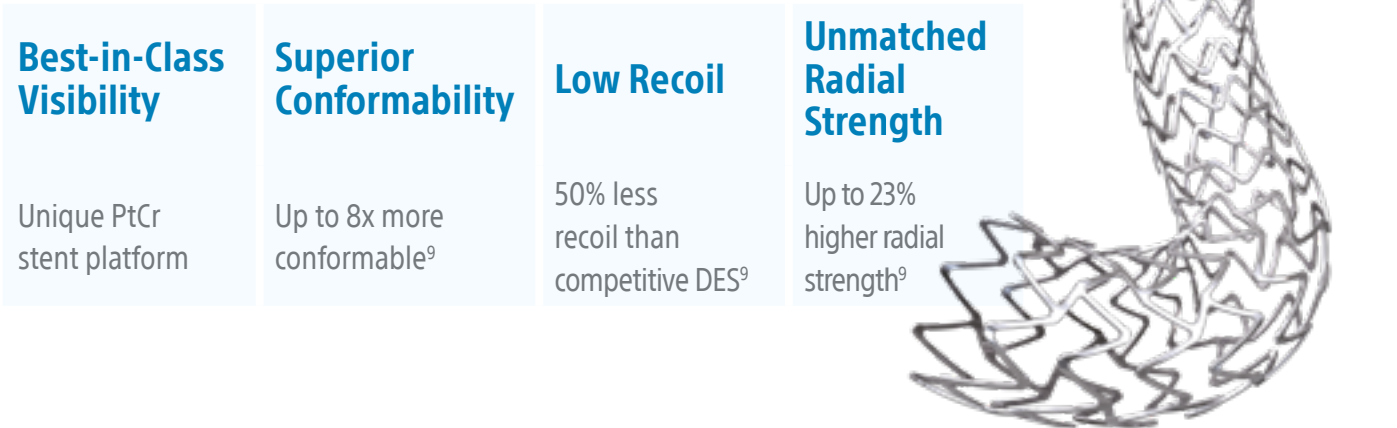 Best-in-Class
Visibility
Unique PtCr
stent platform
Superior
Conformability
Up to 8x more
conformable⁹
Low Recoil
50% less
recoil than
competitive DES⁹
Unmatched
Radial
Strength
Up to 23%
higher radial
strength⁹